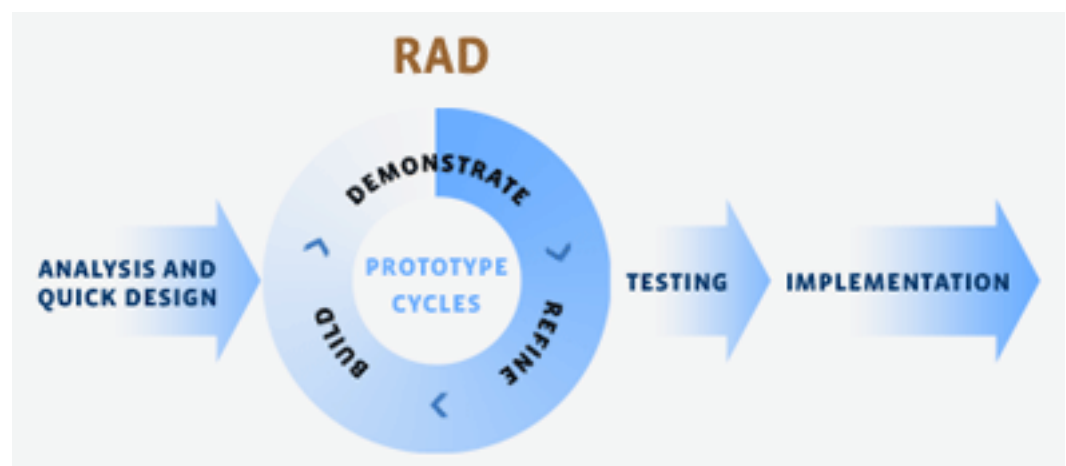 RAD
ANALYSIS AND
QUICK DESIGN
DEMONSTRATE
REFINE
BUILD
PROTOTYPE
CYCLES
TESTING
IMPLEMENTATION